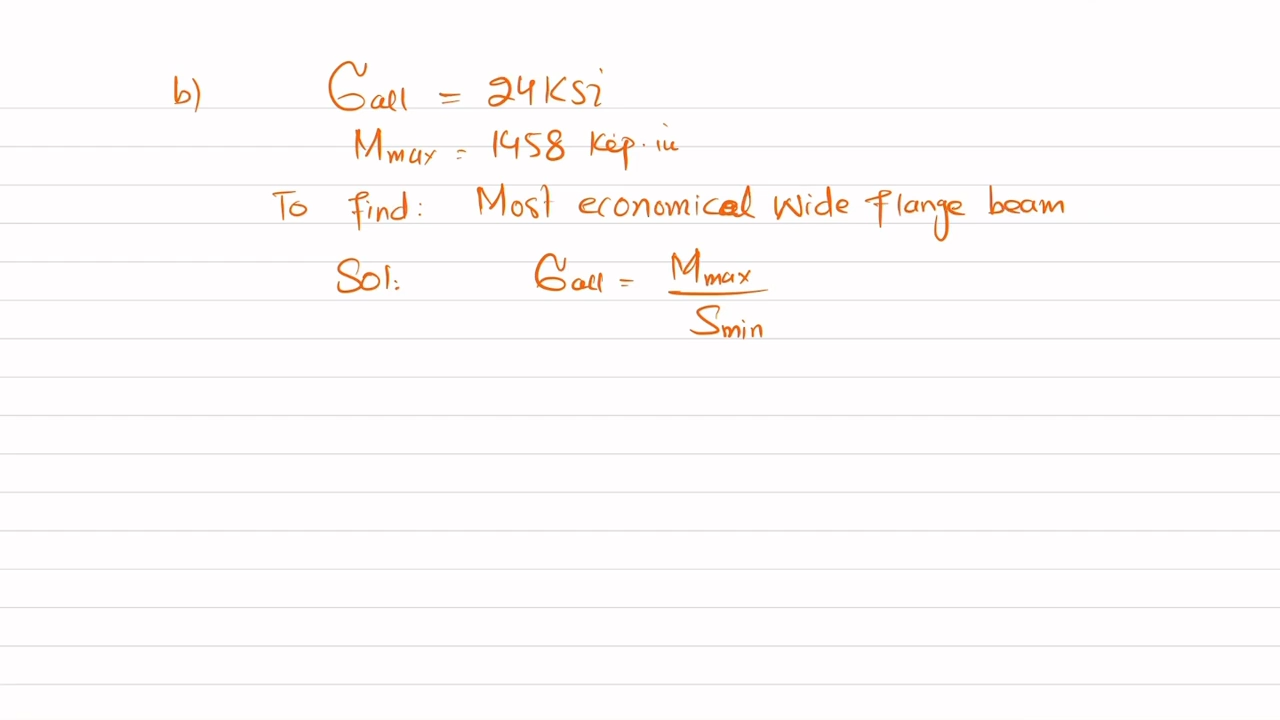 b) σall = 24 KSi
Mmax = 1458 Kip.in
To find: Most economical wide flange beam
Sol: σall = Mmax / Smin